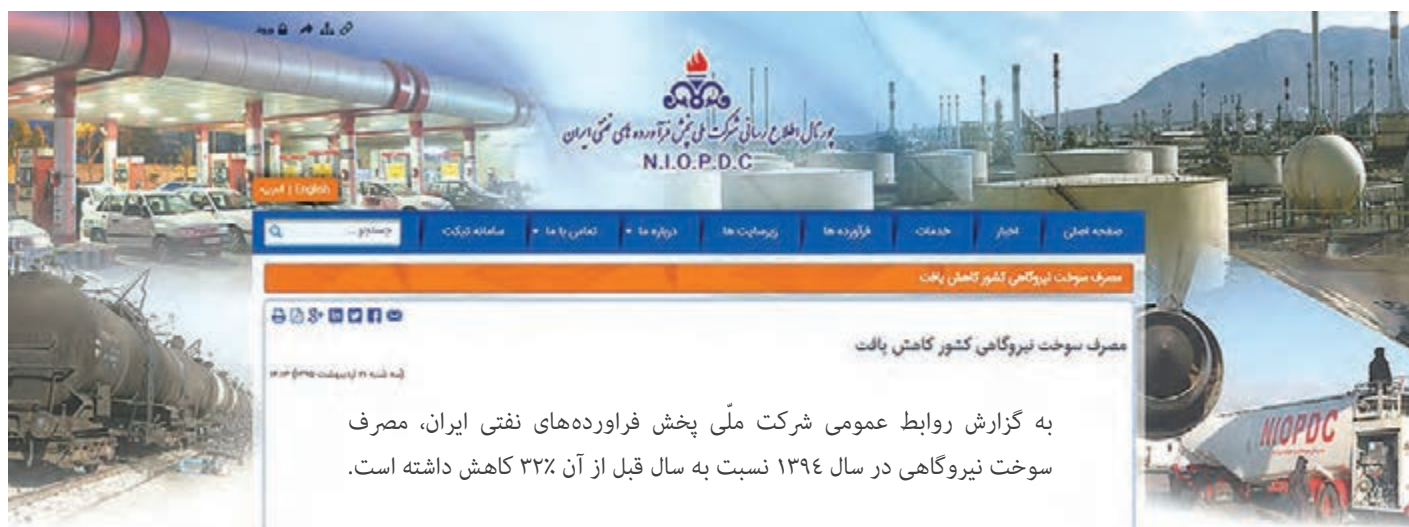 پورتال اطلاع رسانی شرکت ملی پخش فرآورده های نفتی ایران
N.I.O.P.D.C
العربیه | English
صفحه اصلی اخبار خدمات فرآورده ها زیرسایت ها درباره ما تماس با ما سامانه تیکت جستجو ...
مصرف سوخت نیروگاهی کشور کاهش یافت
مصرف سوخت نیروگاهی کشور کاهش یافت
به گزارش روابط عمومی شرکت ملّی پخش فراورده‌های نفتی ایران، مصرف
سوخت نیروگاهی در سال ۱۳۹۴ نسبت به سال قبل از آن ۳۲٪ کاهش داشته است.
NIOPDC